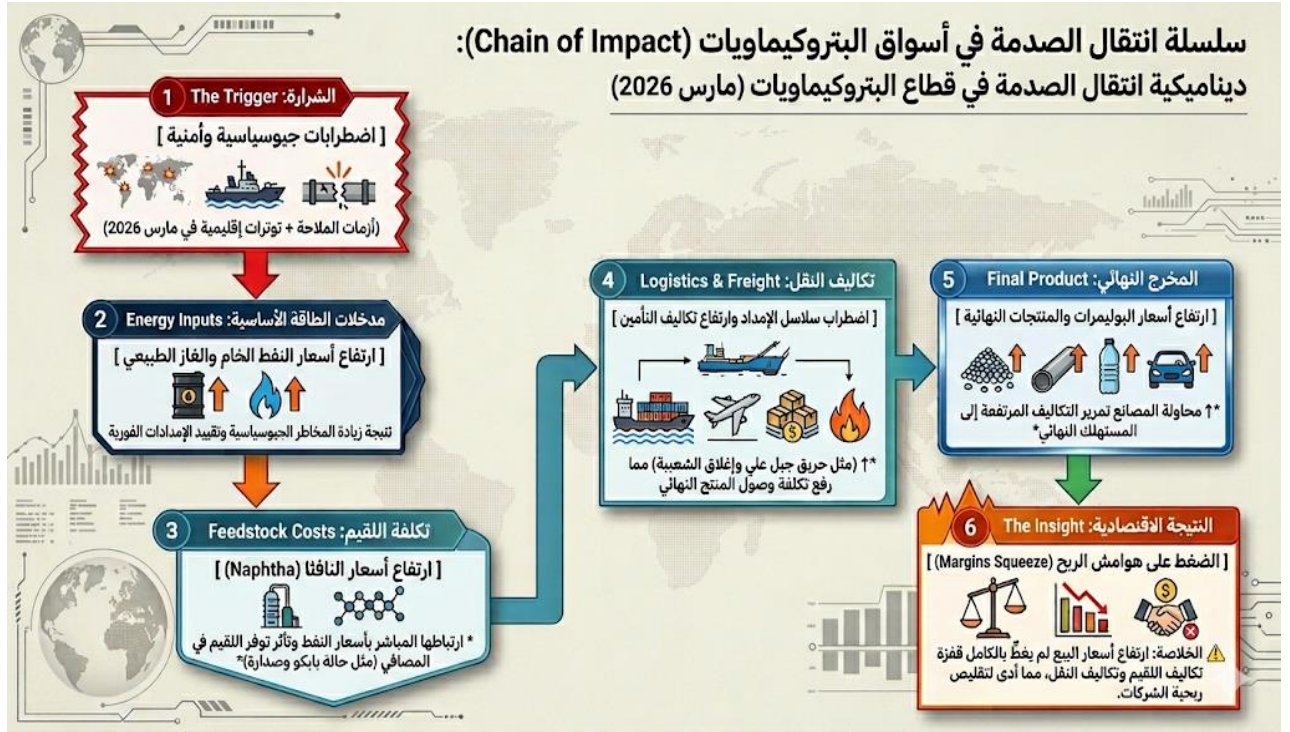 سلسلة انتقال الصدمة في أسواق البتروكيماويات (Chain of Impact):
ديناميكية انتقال الصدمة في قطاع البتروكيماويات (مارس 2026)
1 الشرارة: The Trigger
[ اضطرابات جيوسياسية وأمنية ]
(أزمات الملاحة + توترات إقليمية في مارس 2026)
2 مدخلات الطاقة الأساسية: Energy Inputs
[ ارتفاع أسعار النفط الخام والغاز الطبيعي ]
نتيجة زيادة المخاطر الجيوسياسية وتقييد الإمدادات الفورية
3 تكلفة اللقيم: Feedstock Costs
[ ارتفاع أسعار النافثا (Naphtha) ]
* ارتباطها المباشر بأسعار النفط وتأثر توفر اللقيم في
المصافي (مثل حالة بابكو وصدارة)*
4 تكاليف النقل: Logistics & Freight
[ اضطراب سلاسل الإمداد وارتفاع تكاليف التأمين ]
*↑ (مثل حريق جبل علي وإغلاق الشعيبة) مما
رفع تكلفة وصول المنتج النهائي
5 المخرج النهائي: Final Product
[ ارتفاع أسعار البوليمرات والمنتجات النهائية ]
*↑ محاولة المصانع تمرير التكاليف المرتفعة إلى
المستهلك النهائي*
6 النتيجة الاقتصادية: The Insight
[ الضغط على هوامش الربح (Margins Squeeze) ]
الخلاصة: ارتفاع أسعار البيع لم يغطِّ بالكامل قفزة
تكاليف اللقيم وتكاليف النقل، مما أدى لتقليص
ربحية الشركات.